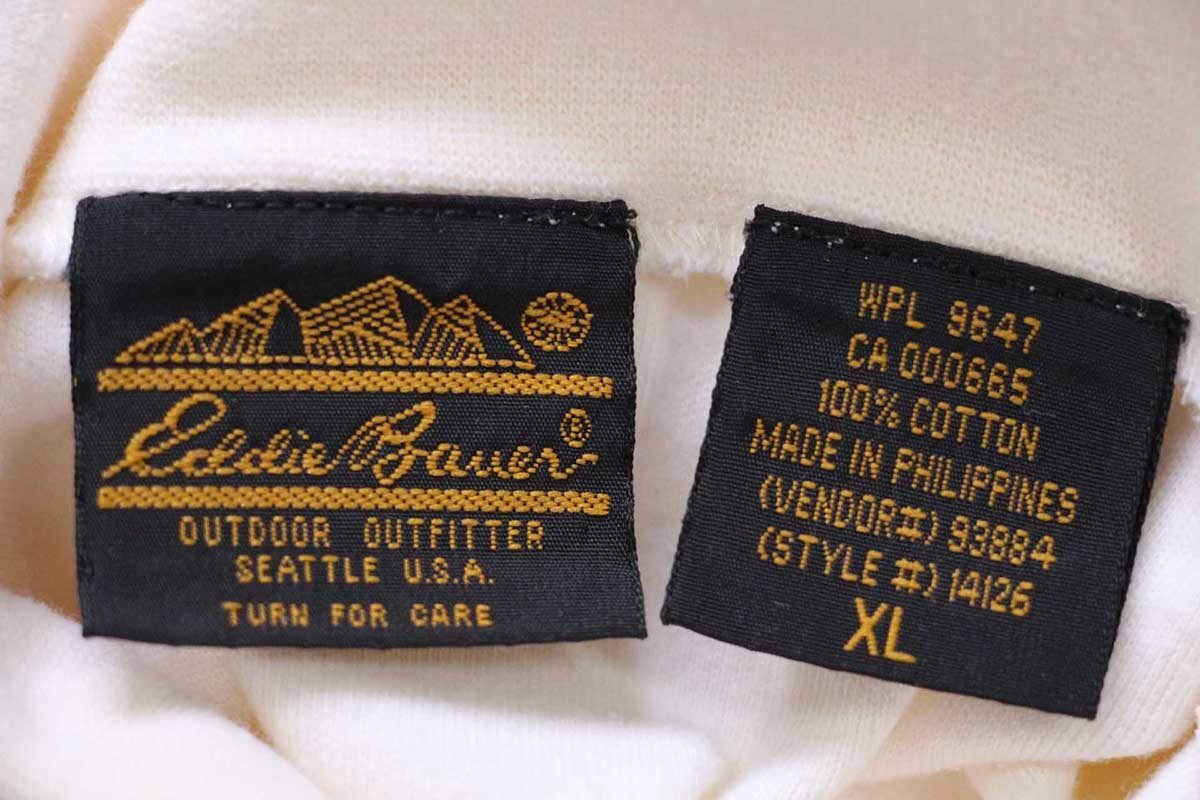 Eddie Bauer®
OUTDOOR OUTFITTER
SEATTLE U.S.A.
TURN FOR CARE
WPL 9647
CA 000665
100% COTTON
MADE IN PHILIPPINES
(VENDOR#) 93884
(STYLE #) 14126
XL